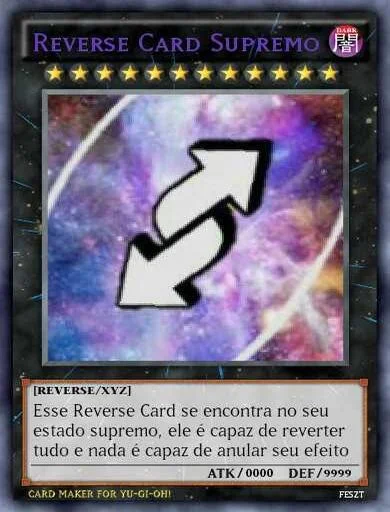 Reverse Card Supremo
DARK
闇
[REVERSE/XYZ]
Esse Reverse Card se encontra no seu
estado supremo, ele é capaz de reverter
tudo e nada é capaz de anular seu efeito
ATK/0000 DEF/9999
CARD MAKER FOR YU-GI-OH! FESZT